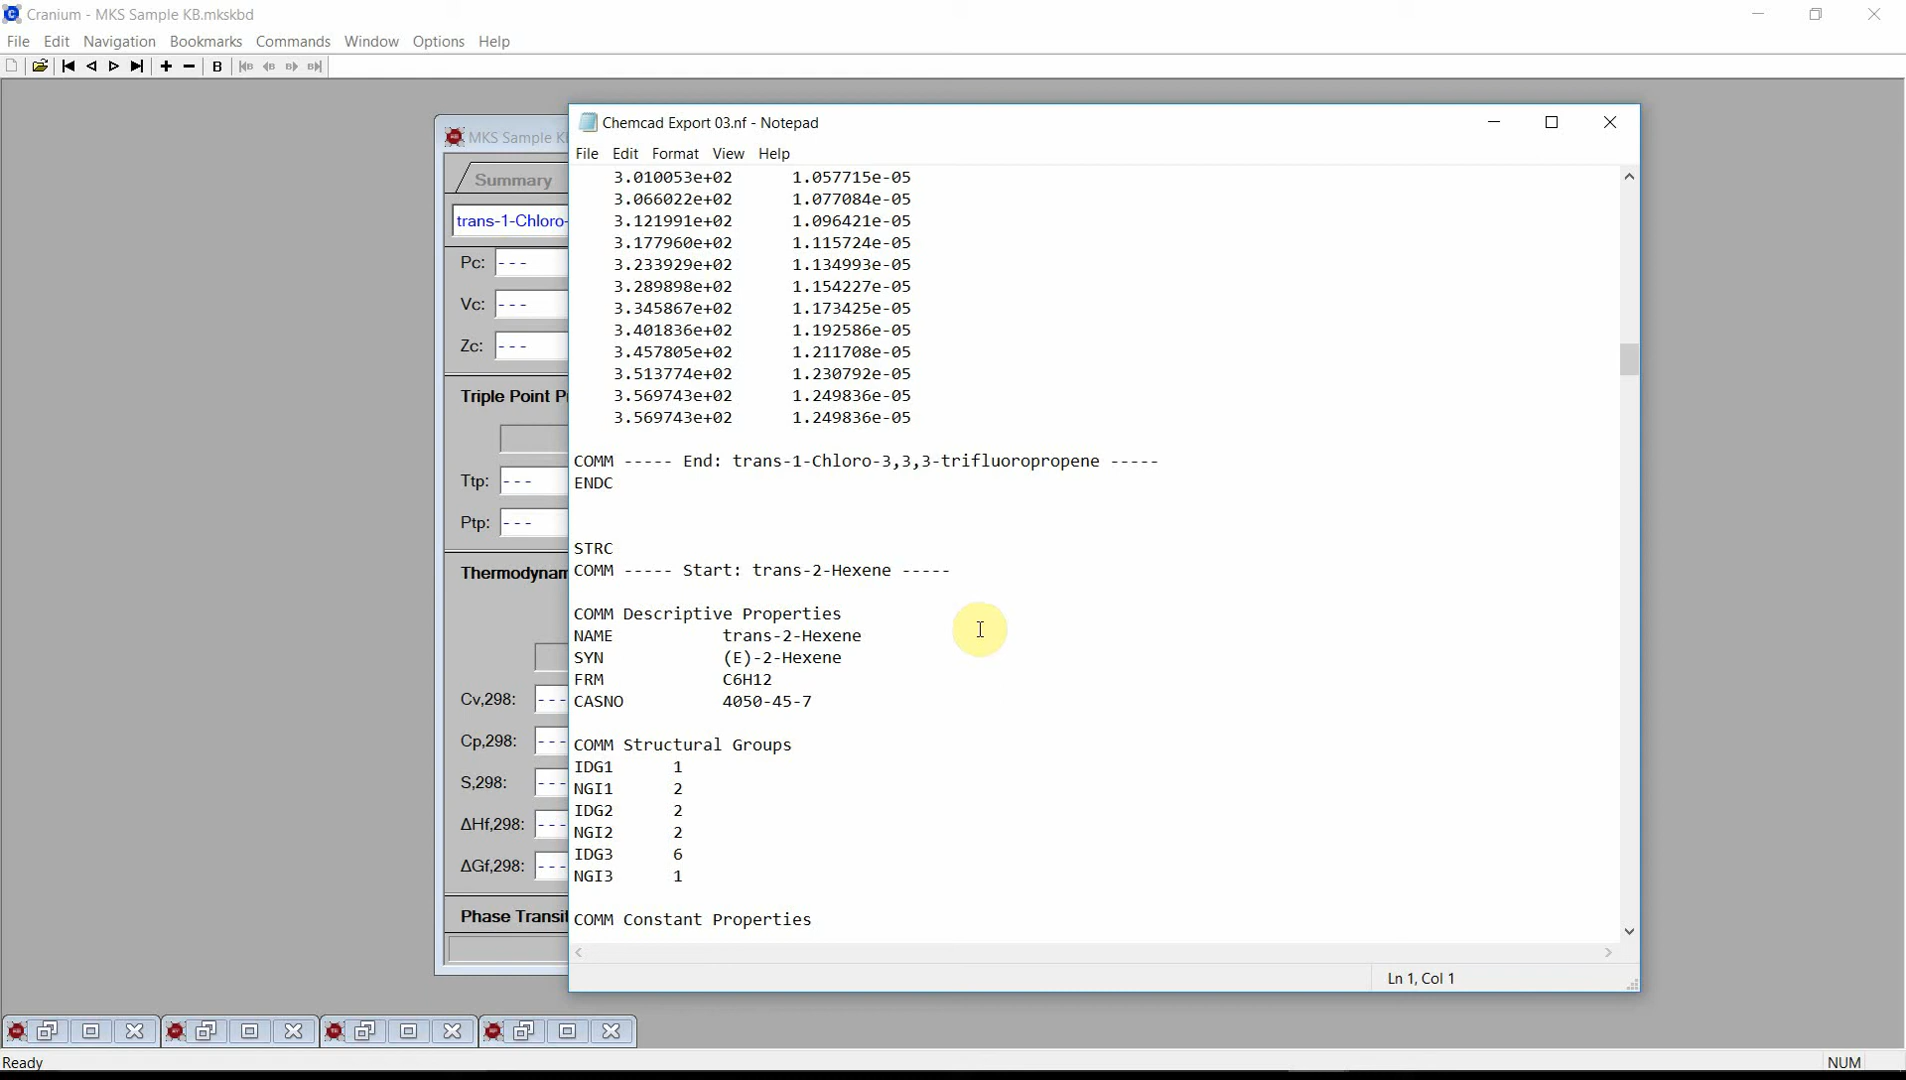 Cranium - MKS Sample KB.mkskbd
File Edit Navigation Bookmarks Commands Window Options Help
B
MKS Sample KB
Summary
trans-1-Chloro-
Pc: ---
Vc: ---
Zc: ---
Triple Point P
Ttp: ---
Ptp: ---
Thermodynam
Cv,298: ---
Cp,298: ---
S,298: ---
ΔHf,298: ---
ΔGf,298: ---
Phase Transit
Chemcad Export 03.nf - Notepad
File Edit Format View Help
3.010053e+02 1.057715e-05
3.066022e+02 1.077084e-05
3.121991e+02 1.096421e-05
3.177960e+02 1.115724e-05
3.233929e+02 1.134993e-05
3.289898e+02 1.154227e-05
3.345867e+02 1.173425e-05
3.401836e+02 1.192586e-05
3.457805e+02 1.211708e-05
3.513774e+02 1.230792e-05
3.569743e+02 1.249836e-05
3.569743e+02 1.249836e-05
COMM ----- End: trans-1-Chloro-3,3,3-trifluoropropene -----
ENDC
STRC
COMM ----- Start: trans-2-Hexene -----
COMM Descriptive Properties
NAME trans-2-Hexene
SYN (E)-2-Hexene
FRM C6H12
CASNO 4050-45-7
COMM Structural Groups
IDG1 1
NGI1 2
IDG2 2
NGI2 2
IDG3 6
NGI3 1
COMM Constant Properties
Ln 1, Col 1
Ready
NUM